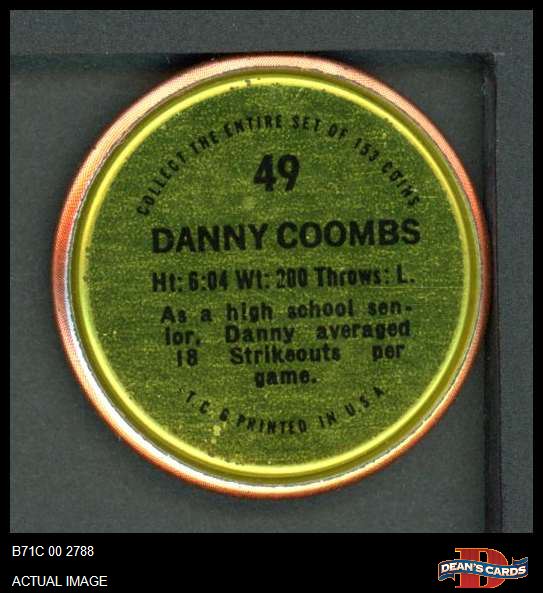 COLLECT THE ENTIRE SET OF 153 COINS
49
DANNY COOMBS
Ht: 6:04 Wt: 200 Throws: L.
As a high school sen-
ior, Danny averaged
18 Strikeouts per
game.
T.C.G. PRINTED IN U.S.A.
B71C 00 2788
ACTUAL IMAGE
D
DEAN'S CARDS